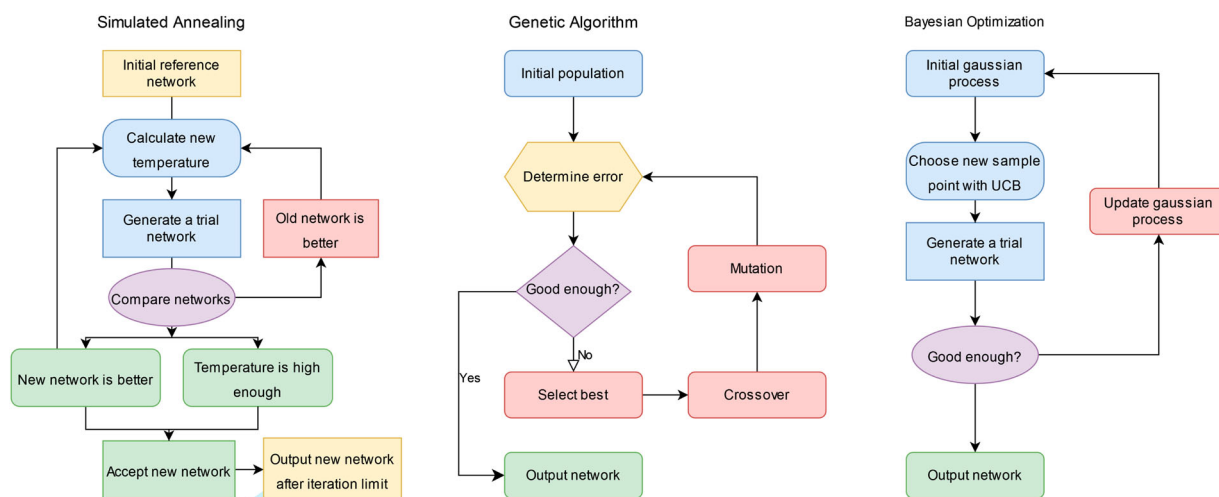 Simulated Annealing
Initial reference
network
Calculate new
temperature
Generate a trial
network
Old network is
better
Compare networks
New network is better
Temperature is high
enough
Accept new network
Output new network
after iteration limit
Genetic Algorithm
Initial population
Determine error
Good enough?
Mutation
No
Yes
Select best
Crossover
Output network
Bayesian Optimization
Initial gaussian
process
Choose new sample
point with UCB
Update gaussian
process
Generate a trial
network
Good enough?
Output network